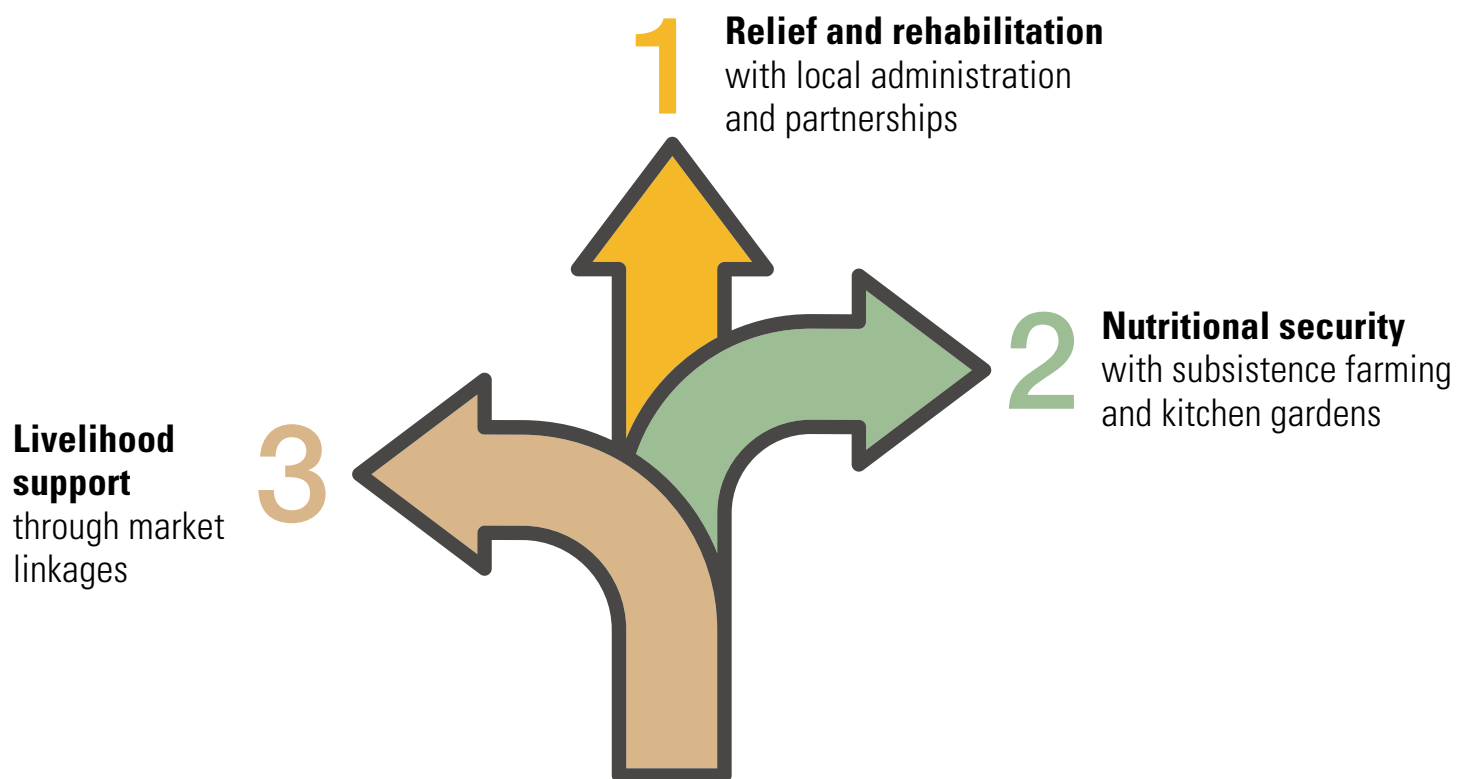 1
Relief and rehabilitation
with local administration
and partnerships
2
Nutritional security
with subsistence farming
and kitchen gardens
3
Livelihood
support
through market
linkages